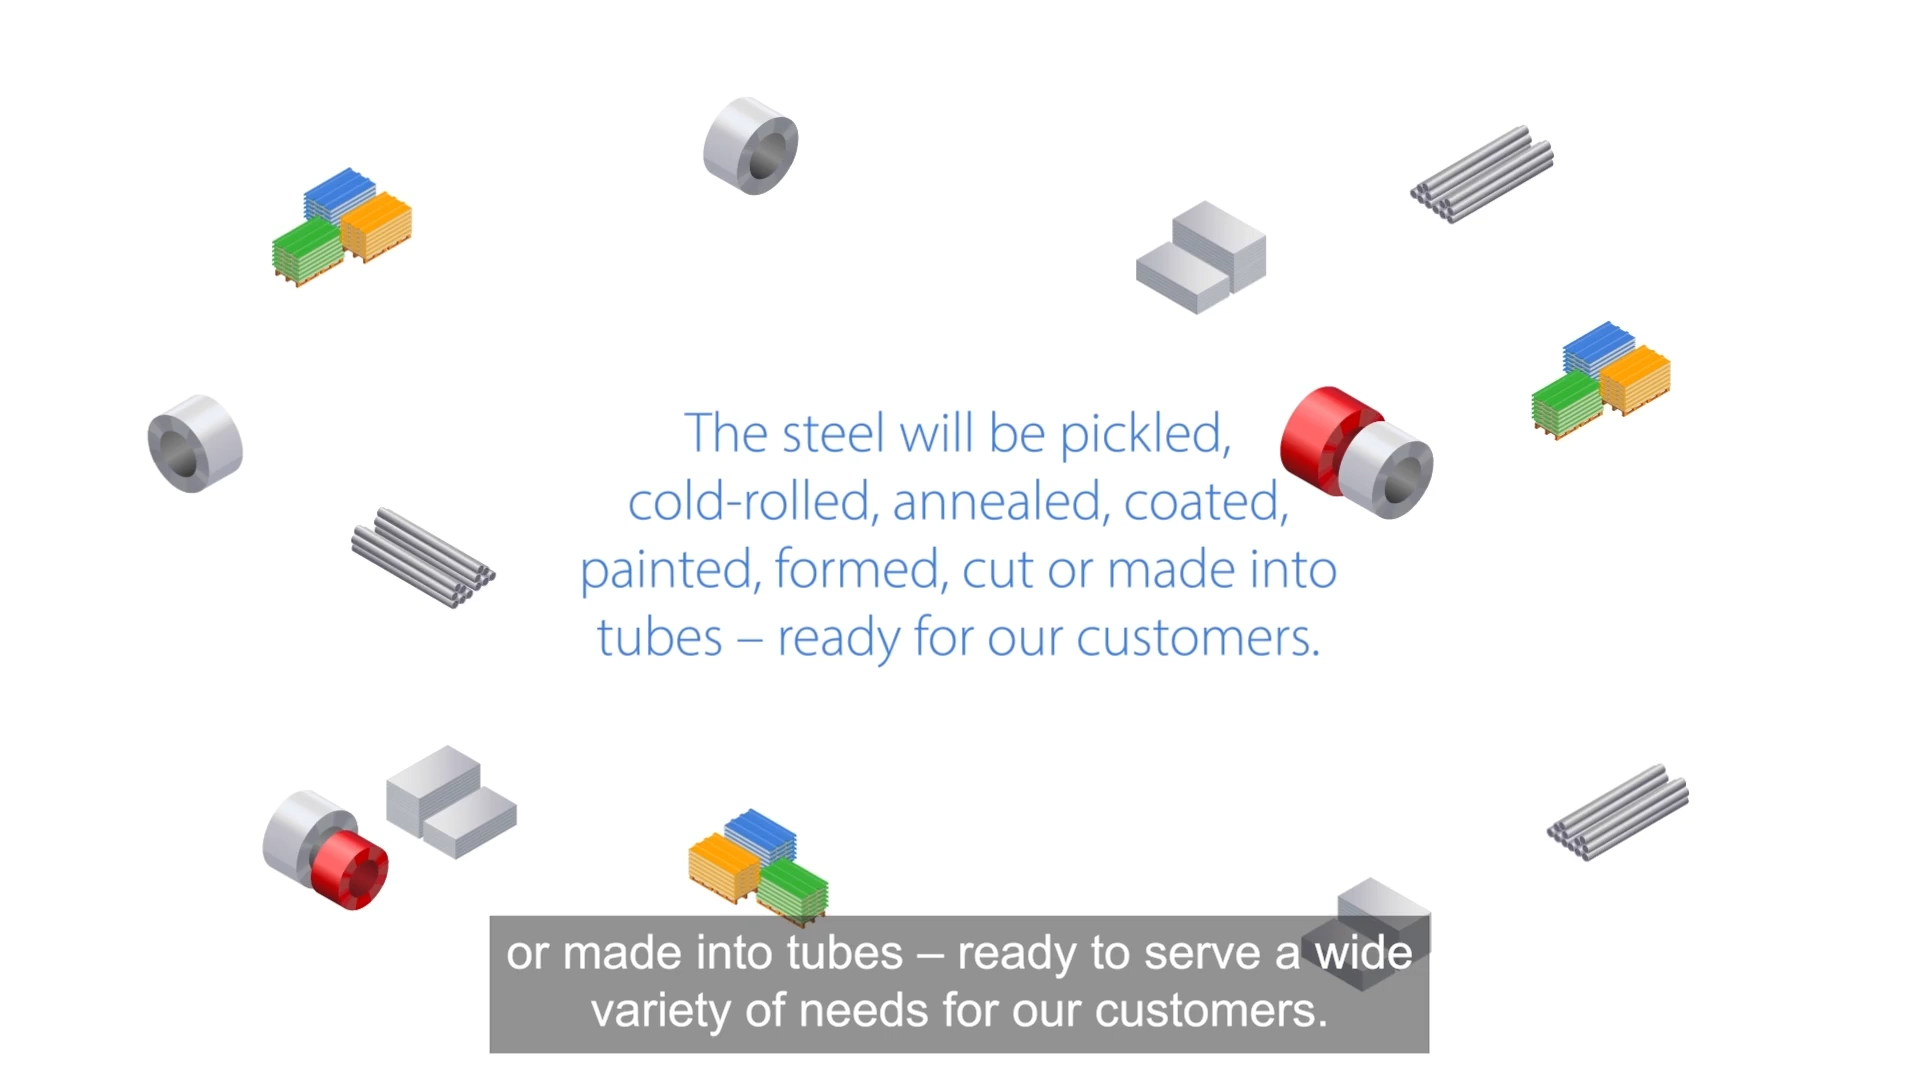 The steel will be pickled,
cold-rolled, annealed, coated,
painted, formed, cut or made into
tubes – ready for our customers.
or made into tubes – ready to serve a wide
variety of needs for our customers.